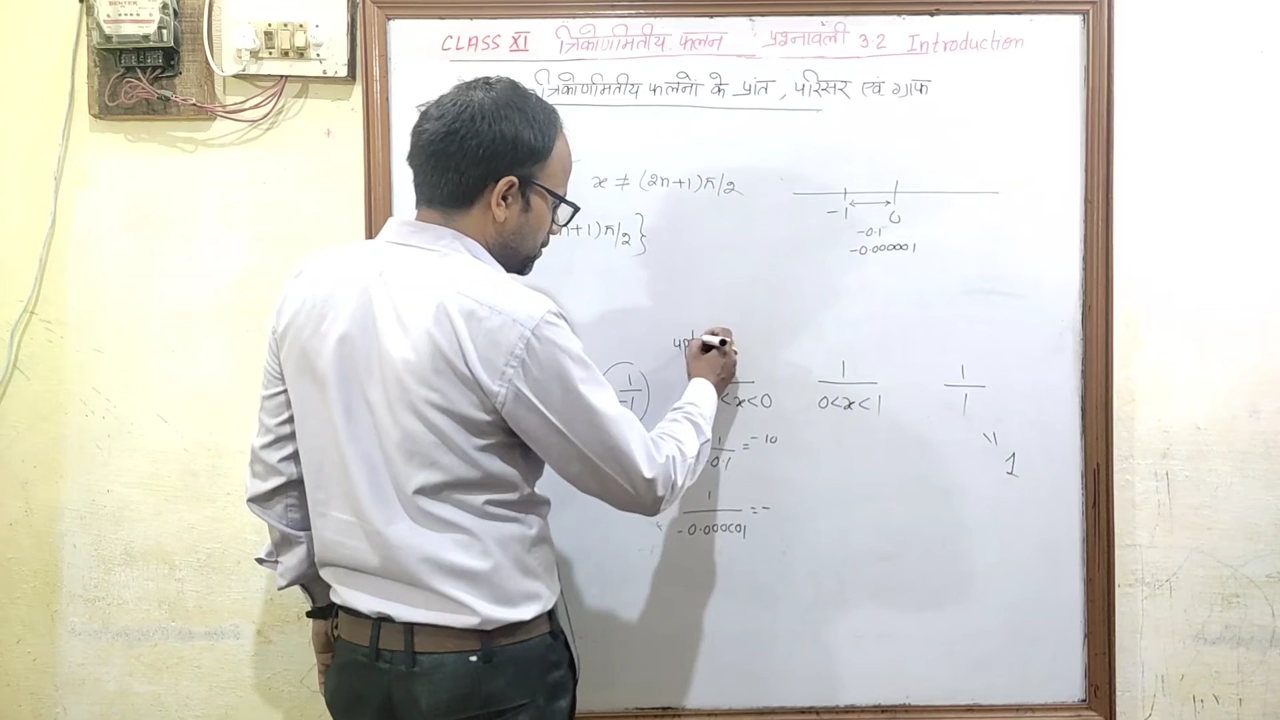 CLASS XI त्रिकोणमितीय फलन प्रश्नावली 3.2 Introduction
त्रिकोणमितीय फलनों के प्रांत, परिसर एवं ग्राफ
x ≠ (2n+1)π/2
n+1)π/2}
-1 0
-0.1
-0.000001
1/-1
<x<0
1/0<x<1
1/1
1/0.1 = -10
1
1/-0.000001 = -